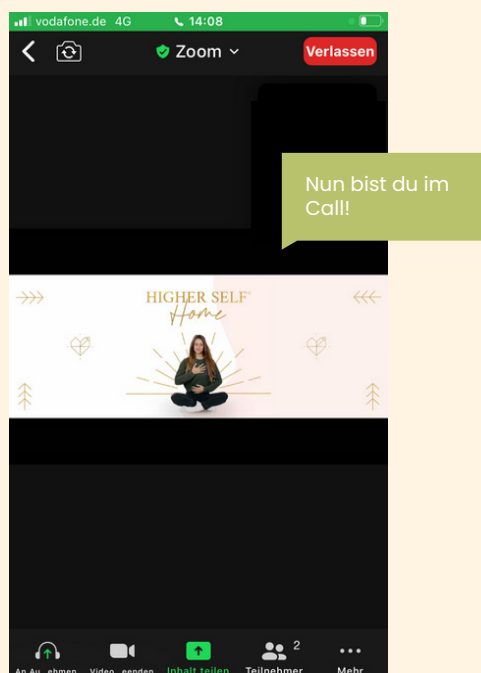 vodafone.de 4G 14:08
Zoom
Verlassen
Nun bist du im
Call!
HIGHER SELF
Home
2
Inhalt teilen Teilnehmer Mehr